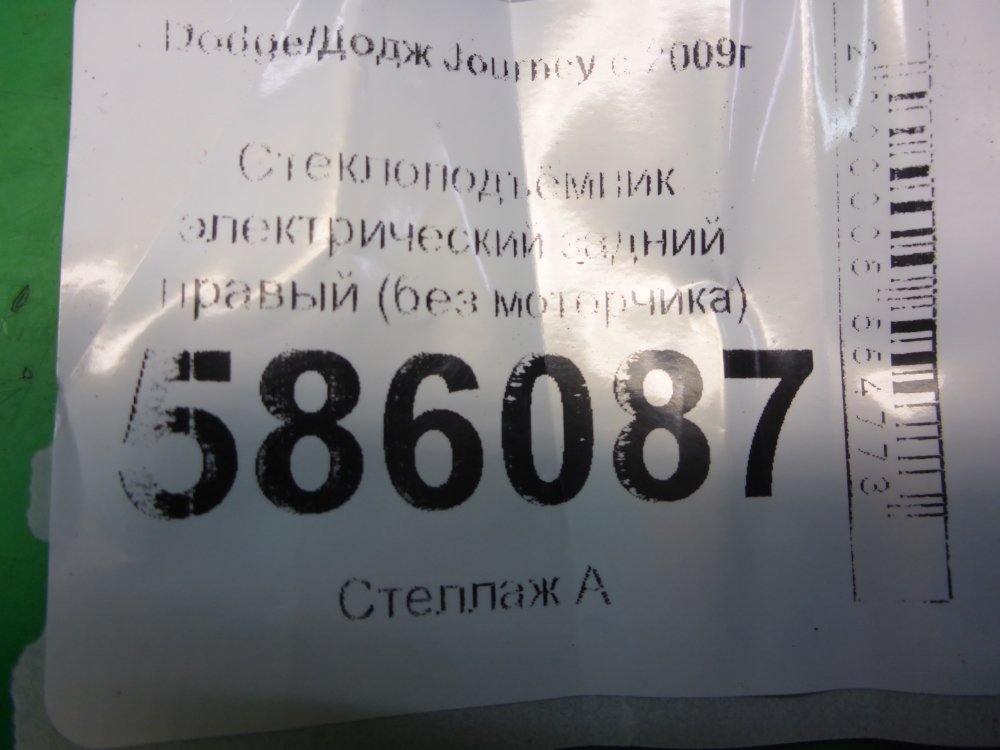 Dodge/Додж Journey с 2009г
Стеклоподъёмник
электрический задний
правый (без моторчика)
586087
Стеллаж А